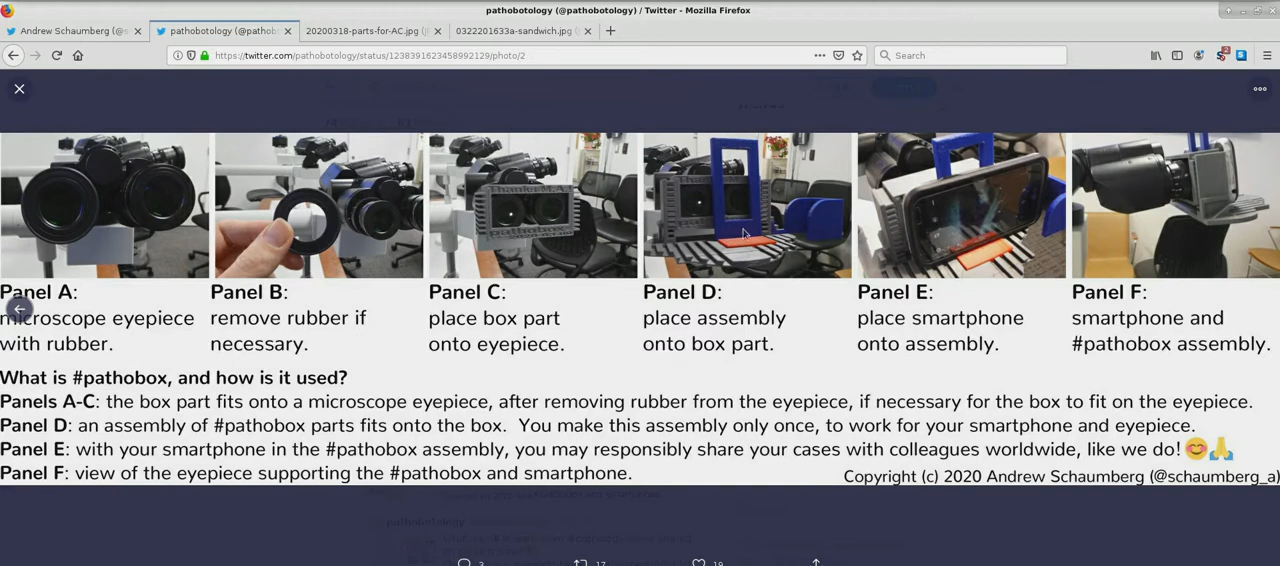 pathobotology (@pathobotology) / Twitter - Mozilla Firefox
Andrew Schaumberg (@s
pathobotology (@pathob
20200318-parts-for-AC.jpg (
0322201633a-sandwich.jpg (
https://twitter.com/pathobotology/status/1238391623458992129/photo/2
Search
2
Panel A:
microscope eyepiece
with rubber.
Panel B:
remove rubber if
necessary.
Panel C:
place box part
onto eyepiece.
Panel D:
place assembly
onto box part.
Panel E:
place smartphone
onto assembly.
Panel F:
smartphone and
#pathobox assembly.
What is #pathobox, and how is it used?
Panels A-C: the box part fits onto a microscope eyepiece, after removing rubber from the eyepiece, if necessary for the box to fit on the eyepiece.
Panel D: an assembly of #pathobox parts fits onto the box. You make this assembly only once, to work for your smartphone and eyepiece.
Panel E: with your smartphone in the #pathobox assembly, you may responsibly share your cases with colleagues worldwide, like we do! 😊🙏
Panel F: view of the eyepiece supporting the #pathobox and smartphone.
Copyright (c) 2020 Andrew Schaumberg (@schaumberg_a)
pathobotology
3
17
19